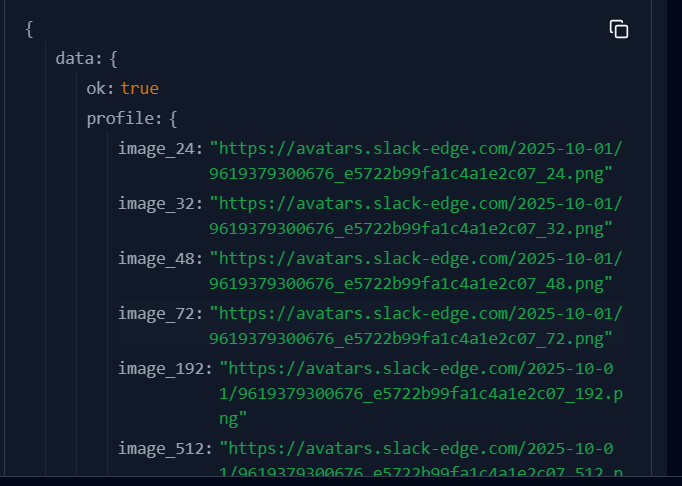 {
data: {
ok: true
profile: {
image_24: "https://avatars.slack-edge.com/2025-10-01/
9619379300676_e5722b99fa1c4a1e2c07_24.png"
image_32: "https://avatars.slack-edge.com/2025-10-01/
9619379300676_e5722b99fa1c4a1e2c07_32.png"
image_48: "https://avatars.slack-edge.com/2025-10-01/
9619379300676_e5722b99fa1c4a1e2c07_48.png"
image_72: "https://avatars.slack-edge.com/2025-10-01/
9619379300676_e5722b99fa1c4a1e2c07_72.png"
image_192: "https://avatars.slack-edge.com/2025-10-0
1/9619379300676_e5722b99fa1c4a1e2c07_192.p
ng"
image_512: "https://avatars.slack-edge.com/2025-10-0
1/9619379300676_e5722b99fa1c4a1e2c07_512.p